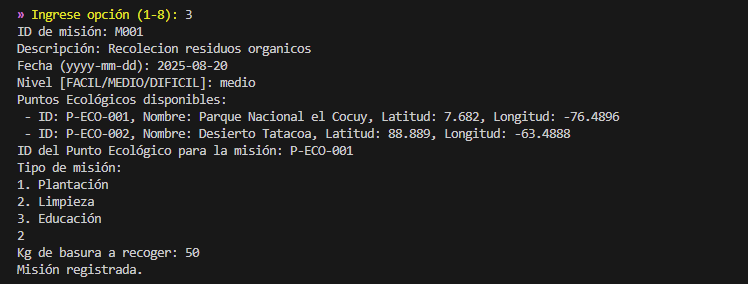 » Ingrese opción (1-8): 3
ID de misión: M001
Descripción: Recolecion residuos organicos
Fecha (yyyy-mm-dd): 2025-08-20
Nivel [FACIL/MEDIO/DIFICIL]: medio
Puntos Ecológicos disponibles:
 - ID: P-ECO-001, Nombre: Parque Nacional el Cocuy, Latitud: 7.682, Longitud: -76.4896
 - ID: P-ECO-002, Nombre: Desierto Tatacoa, Latitud: 88.889, Longitud: -63.4888
ID del Punto Ecológico para la misión: P-ECO-001
Tipo de misión:
1. Plantación
2. Limpieza
3. Educación
2
Kg de basura a recoger: 50
Misión registrada.